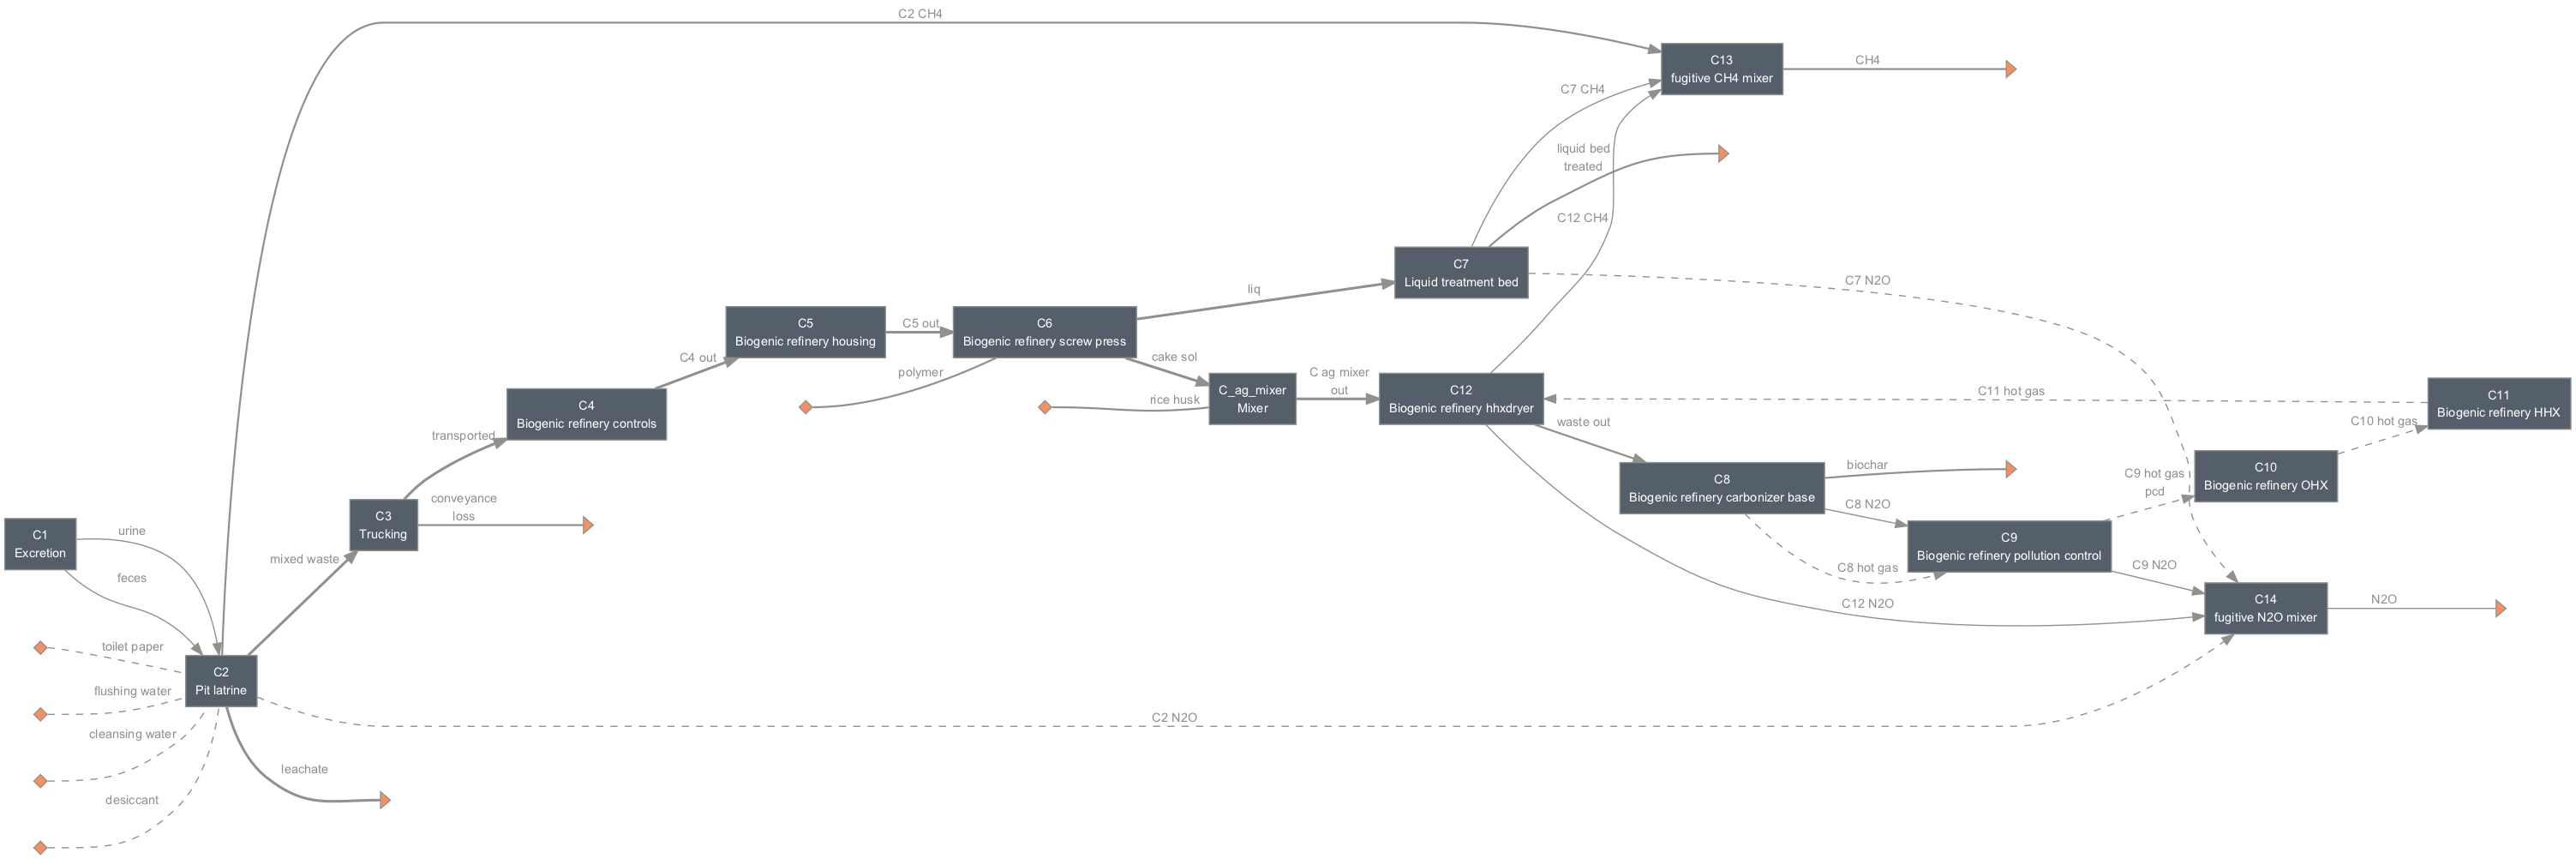 C2 CH4
C13
fugitive CH4 mixer
CH4
C7 CH4
liquid bed
treated
C12 CH4
C7
Liquid treatment bed
C7 N2O
liq
C5
Biogenic refinery housing
C5 out
C6
Biogenic refinery screw press
C4 out
polymer
cake sol
C_ag_mixer
Mixer
rice husk
C ag mixer
out
C12
Biogenic refinery hhxdryer
C11 hot gas
C11
Biogenic refinery HHX
C4
Biogenic refinery controls
transported
waste out
C10 hot gas
C8
Biogenic refinery carbonizer base
biochar
C9 hot gas
pcd
C10
Biogenic refinery OHX
C3
Trucking
conveyance
loss
C8 N2O
C9
Biogenic refinery pollution control
C8 hot gas
C9 N2O
C1
Excretion
urine
feces
mixed waste
C12 N2O
C14
fugitive N2O mixer
N2O
toilet paper
flushing water
cleansing water
desiccant
C2
Pit latrine
C2 N2O
leachate